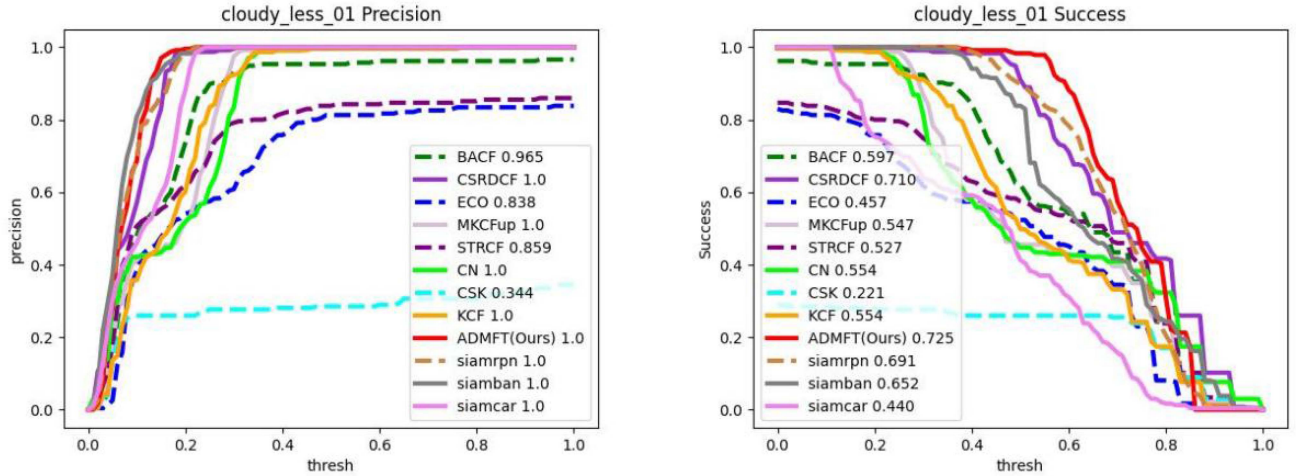 cloudy_less_01 Precision
1.0
0.8
0.6
0.4
0.2
0.0
precision
BACF 0.965
CSRDCF 1.0
ECO 0.838
MKCFup 1.0
STRCF 0.859
CN 1.0
CSK 0.344
KCF 1.0
ADMFT(Ours) 1.0
siamrpn 1.0
siamban 1.0
siamcar 1.0
0.0 0.2 0.4 0.6 0.8 1.0
thresh
cloudy_less_01 Success
1.0
0.8
0.6
0.4
0.2
0.0
Success
BACF 0.597
CSRDCF 0.710
ECO 0.457
MKCFup 0.547
STRCF 0.527
CN 0.554
CSK 0.221
KCF 0.554
ADMFT(Ours) 0.725
siamrpn 0.691
siamban 0.652
siamcar 0.440
0.0 0.2 0.4 0.6 0.8 1.0
thresh